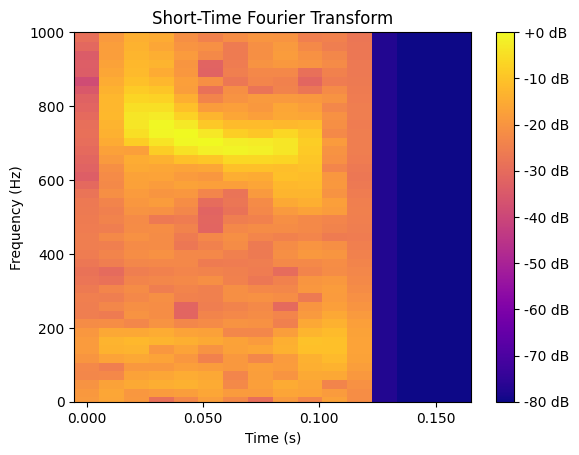 Short-Time Fourier Transform
Frequency (Hz)
1000
800
600
400
200
0
0.000
0.050
0.100
0.150
Time (s)
+0 dB
-10 dB
-20 dB
-30 dB
-40 dB
-50 dB
-60 dB
-70 dB
-80 dB